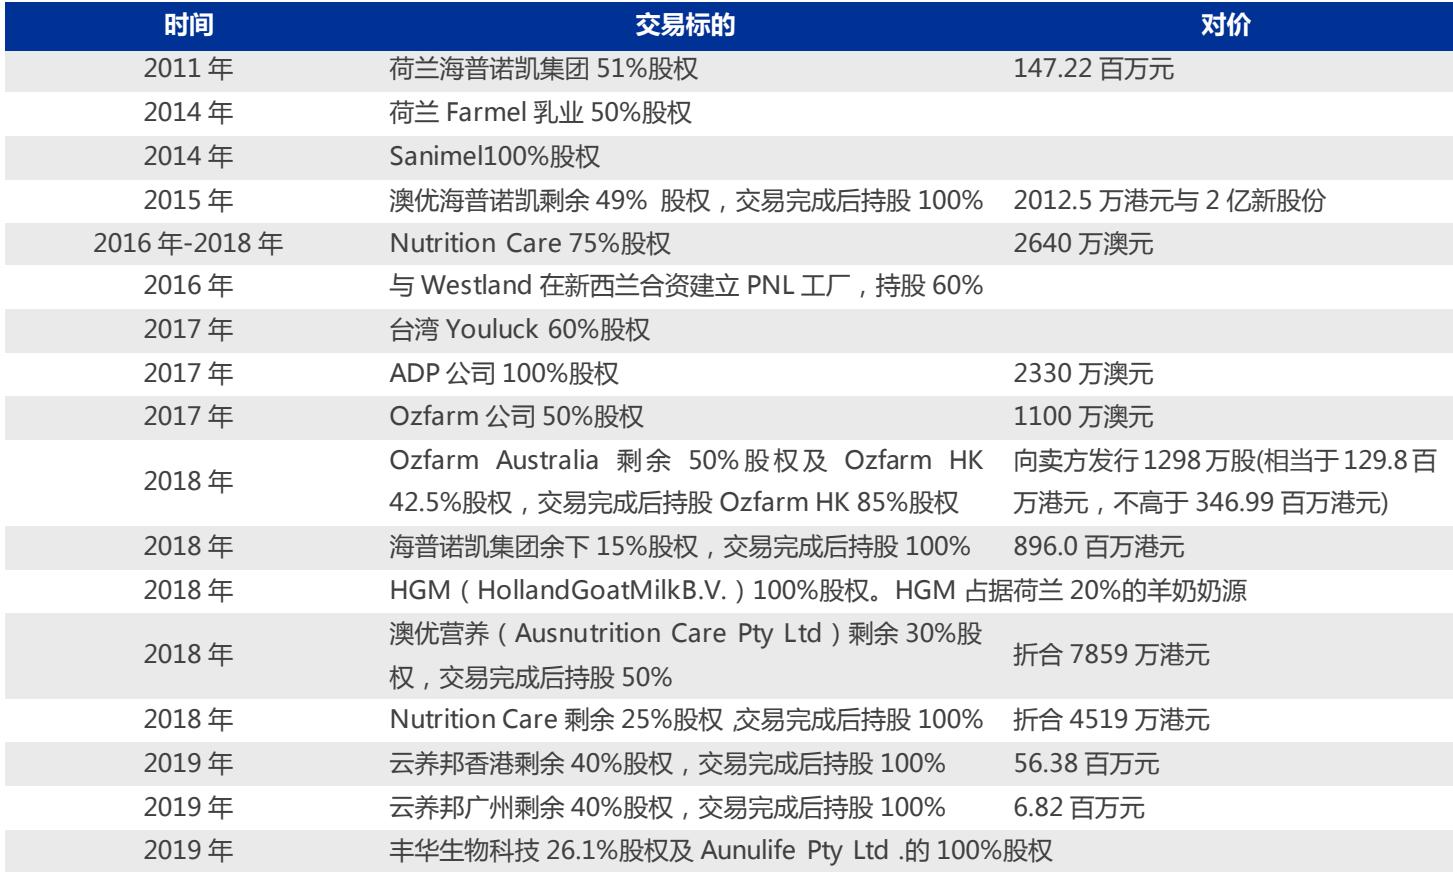 时间 交易标的 对价
2011 年 荷兰海普诺凯集团 51%股权 147.22 百万元
2014 年 荷兰 Farmel 乳业 50%股权
2014 年 Sanimel100%股权
2015 年 澳优海普诺凯剩余 49% 股权，交易完成后持股 100% 2012.5 万港元与 2 亿新股份
2016 年-2018 年 Nutrition Care 75%股权 2640 万澳元
2016 年 与 Westland 在新西兰合资建立 PNL 工厂，持股 60%
2017 年 台湾 Youluck 60%股权
2017 年 ADP 公司 100%股权 2330 万澳元
2017 年 Ozfarm 公司 50%股权 1100 万澳元
2018 年 Ozfarm Australia 剩余 50%股权及 Ozfarm HK 向卖方发行 1298 万股(相当于 129.8 百
42.5%股权，交易完成后持股 Ozfarm HK 85%股权 万港元，不高于 346.99 百万港元)
2018 年 海普诺凯集团余下 15%股权，交易完成后持股 100% 896.0 百万港元
2018 年 HGM（HollandGoatMilkB.V.）100%股权。HGM 占据荷兰 20%的羊奶奶源
2018 年 澳优营养（Ausnutrition Care Pty Ltd）剩余 30%股 折合 7859 万港元
权，交易完成后持股 50%
2018 年 Nutrition Care 剩余 25%股权，交易完成后持股 100% 折合 4519 万港元
2019 年 云养邦香港剩余 40%股权，交易完成后持股 100% 56.38 百万元
2019 年 云养邦广州剩余 40%股权，交易完成后持股 100% 6.82 百万元
2019 年 丰华生物科技 26.1%股权及 Aunulife Pty Ltd .的 100%股权